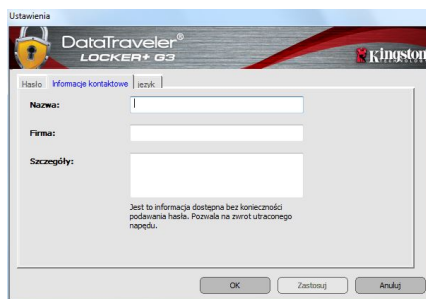 Ustawienia
DataTraveler®
LOCKER+ G3
Kingston
TECHNOLOGY
Hasło Informacje kontaktowe język
Nazwa:
Firma:
Szczegóły:
Jest to informacja dostępna bez konieczności
podawania hasła. Pozwala na zwrot utraconego
napędu.
OK Zastosuj Anuluj